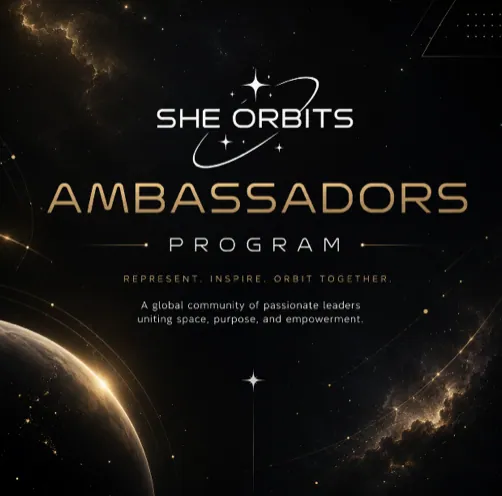 SHE ORBITS
AMBASSADORS
PROGRAM
REPRESENT. INSPIRE. ORBIT TOGETHER.
A global community of passionate leaders
uniting space, purpose, and empowerment.